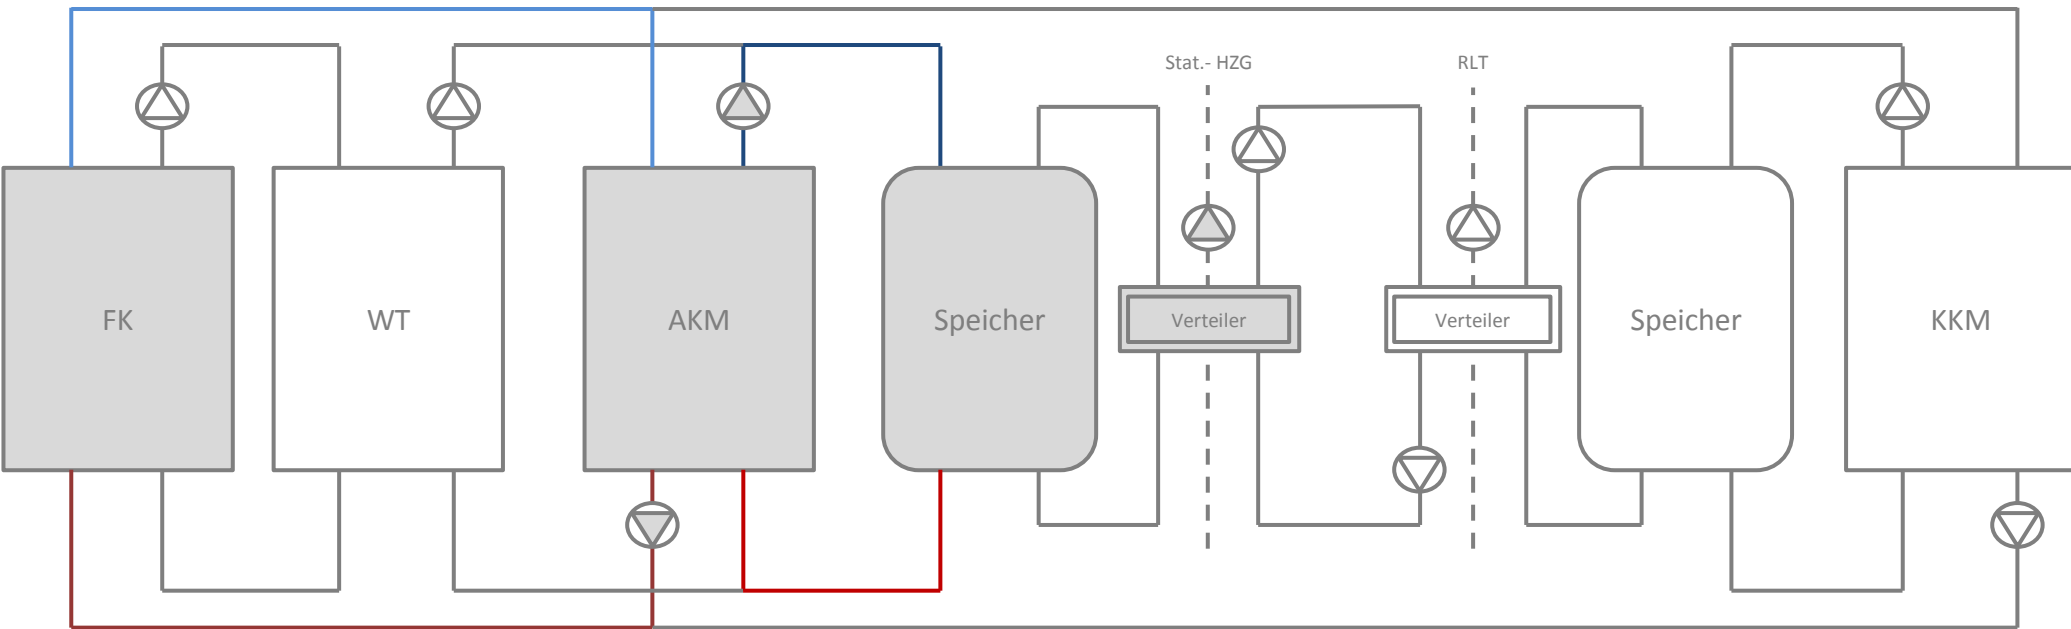 Stat.- HZG
RLT
FK
WT
AKM
Speicher
Verteiler
Verteiler
Speicher
KKM